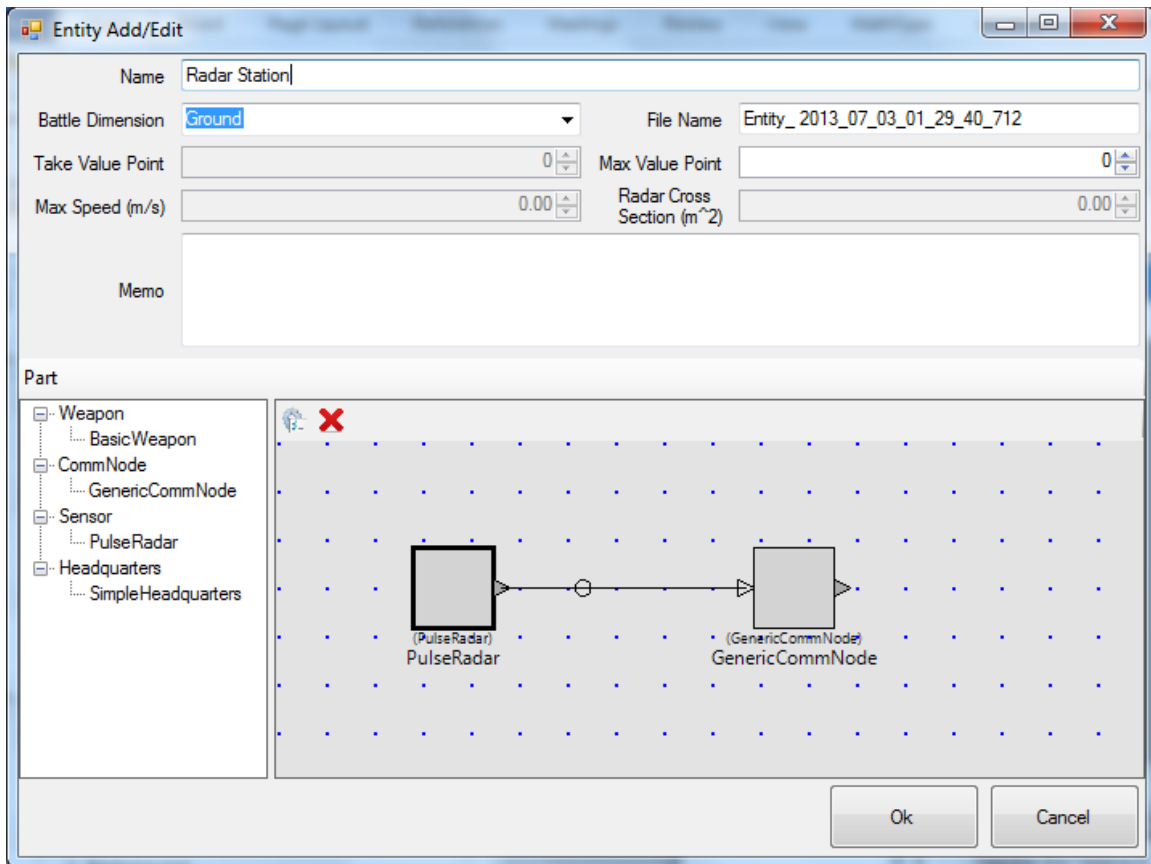 Entity Add/Edit
Name Radar Station
Battle Dimension Ground File Name Entity_ 2013_07_03_01_29_40_712
Take Value Point 0 Max Value Point 0
Max Speed (m/s) 0.00 Radar Cross
Section (m^2) 0.00
Memo
Part
Weapon
BasicWeapon
CommNode
GenericCommNode
Sensor
PulseRadar
Headquarters
SimpleHeadquarters
(PulseRadar) (GenericCommNode)
PulseRadar GenericCommNode
Ok Cancel